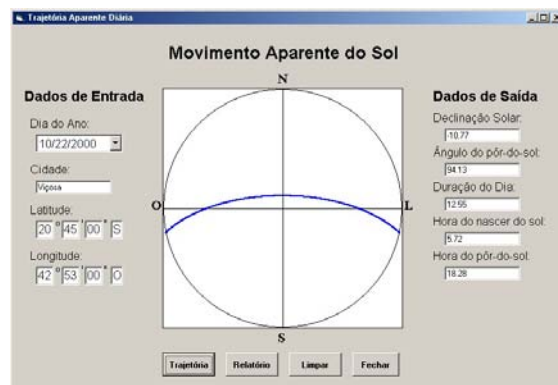 Trajetória Aparente Diária
Movimento Aparente do Sol
Dados de Entrada
Dia do Ano:
10/22/2000
Cidade:
Viçosa
Latitude:
20 ° 45 ' 00 " S
Longitude:
42 ° 53 ' 00 " O
N
O
L
S
Dados de Saída
Declinação Solar:
-10.77
Ângulo do pôr-do-sol:
94.13
Duração do Dia:
12.55
Hora do nascer do sol:
5.72
Hora do pôr-do-sol:
18.28
Trajetória
Relatório
Limpar
Fechar